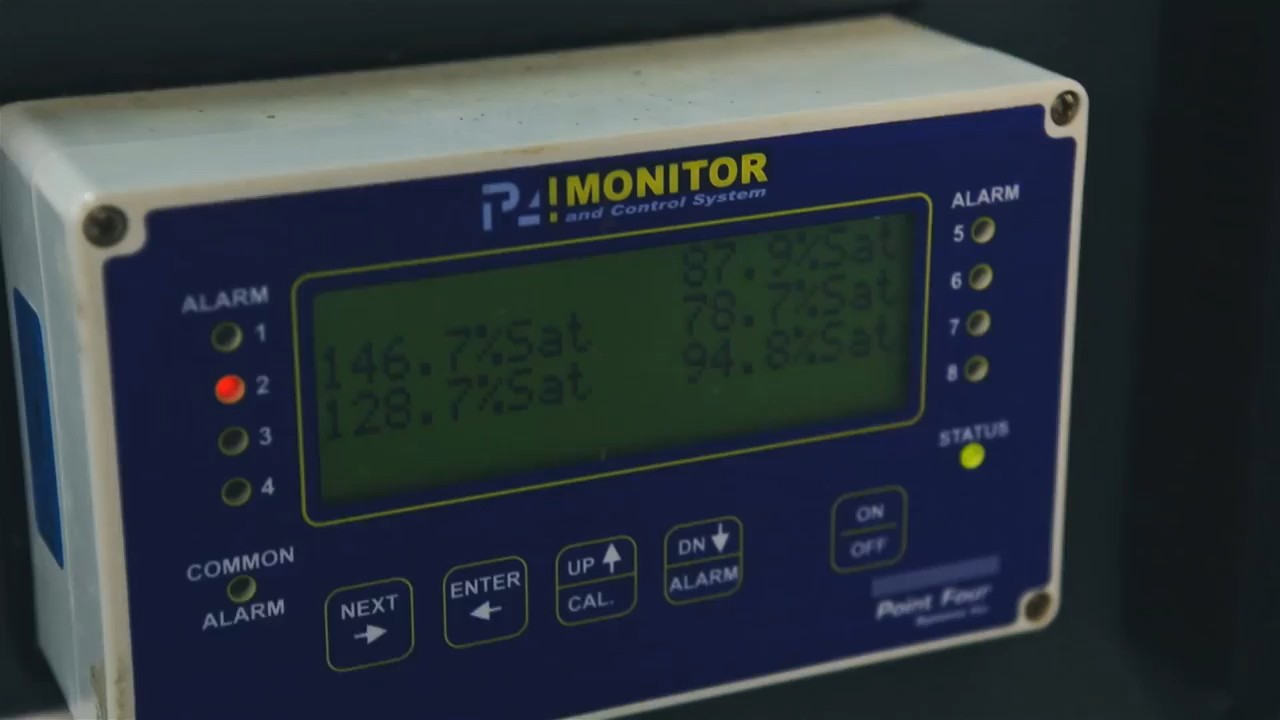 P4! MONITOR
and Control System
ALARM
1
2
3
4
COMMON
ALARM
146.7%Sat
128.7%Sat
87.9%Sat
78.7%Sat
94.8%Sat
ALARM
5
6
7
8
STATUS
NEXT
ENTER
UP
CAL.
DN
ALARM
ON
OFF
Point Four